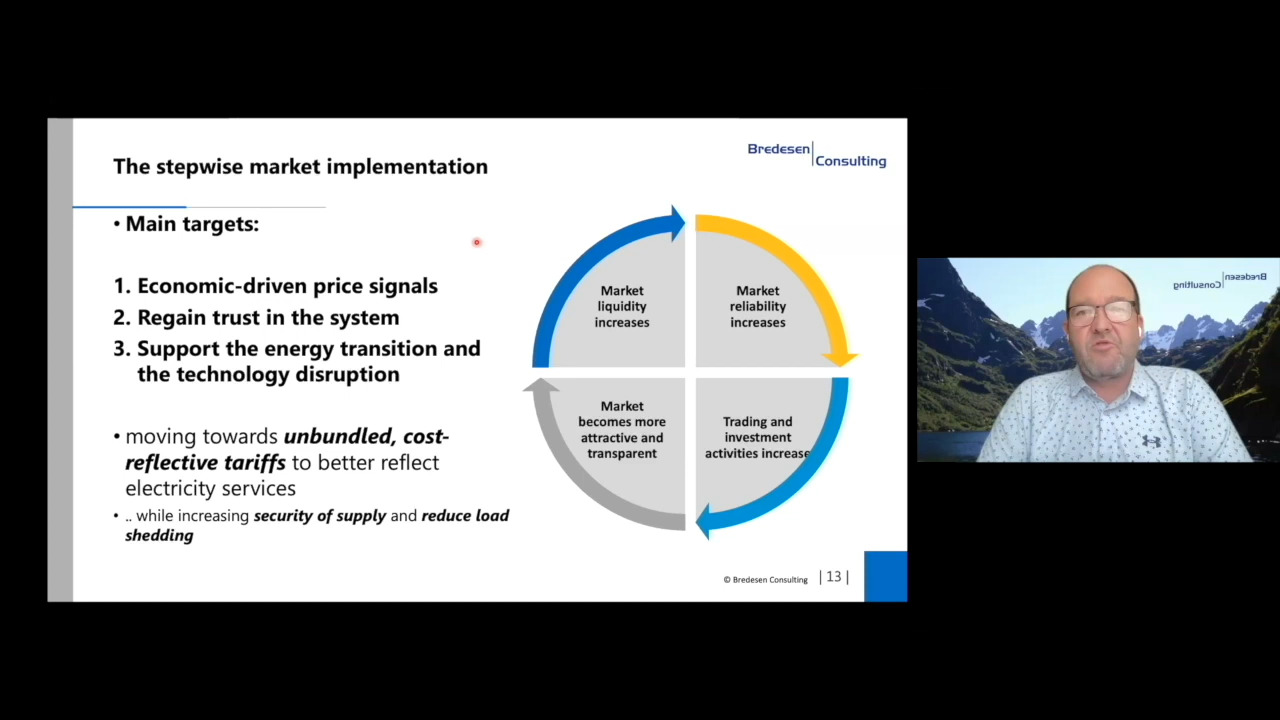 The stepwise market implementation
Bredesen
Consulting
• Main targets:
1. Economic-driven price signals
2. Regain trust in the system
3. Support the energy transition and
the technology disruption
• moving towards unbundled, cost-
reflective tariffs to better reflect
electricity services
• .. while increasing security of supply and reduce load
shedding
Market
liquidity
increases
Market
reliability
increases
Market
becomes more
attractive and
transparent
Trading and
investment
activities increase
© Bredesen Consulting
| 13 |
Bredesen
Consulting